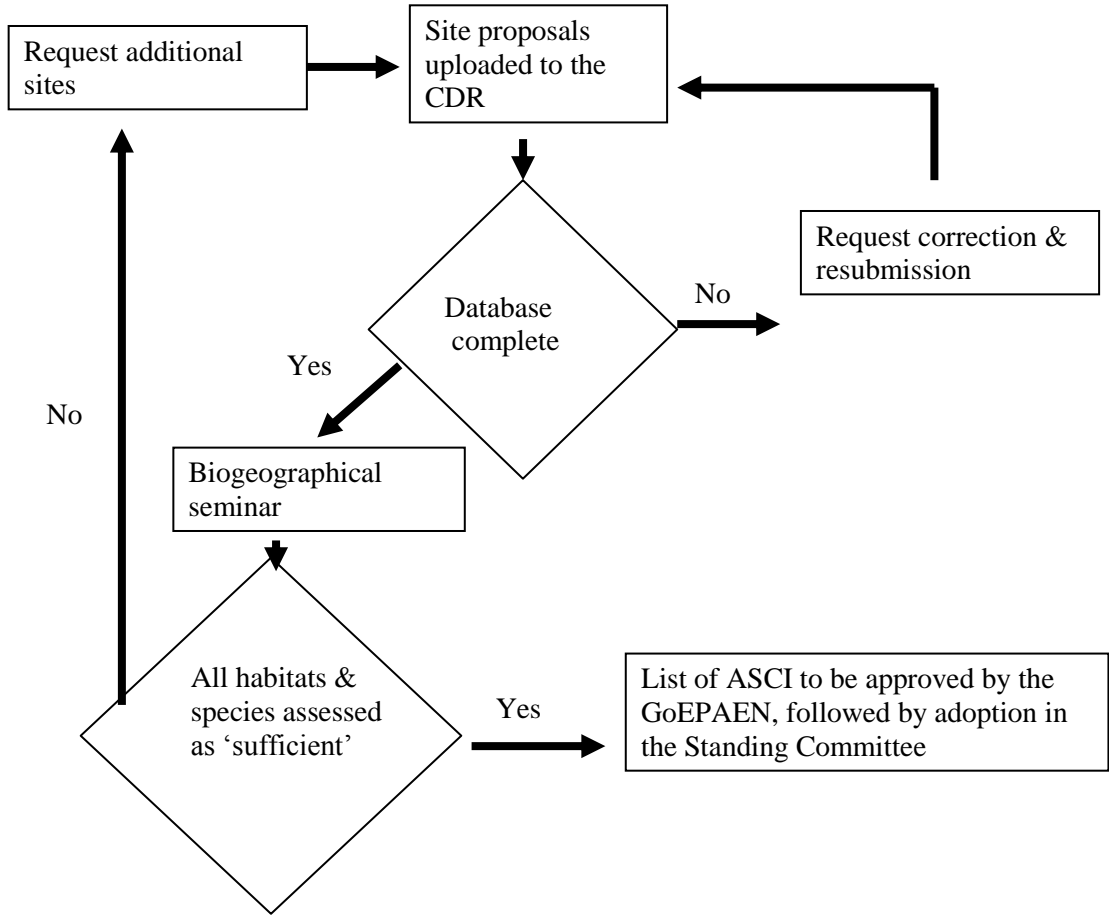 Request additional
sites
Site proposals
uploaded to the
CDR
Request correction &
resubmission
Database
complete
No
Yes
No
Biogeographical
seminar
All habitats &
species assessed
as ‘sufficient’
Yes
List of ASCI to be approved by the
GoEPAEN, followed by adoption in
the Standing Committee